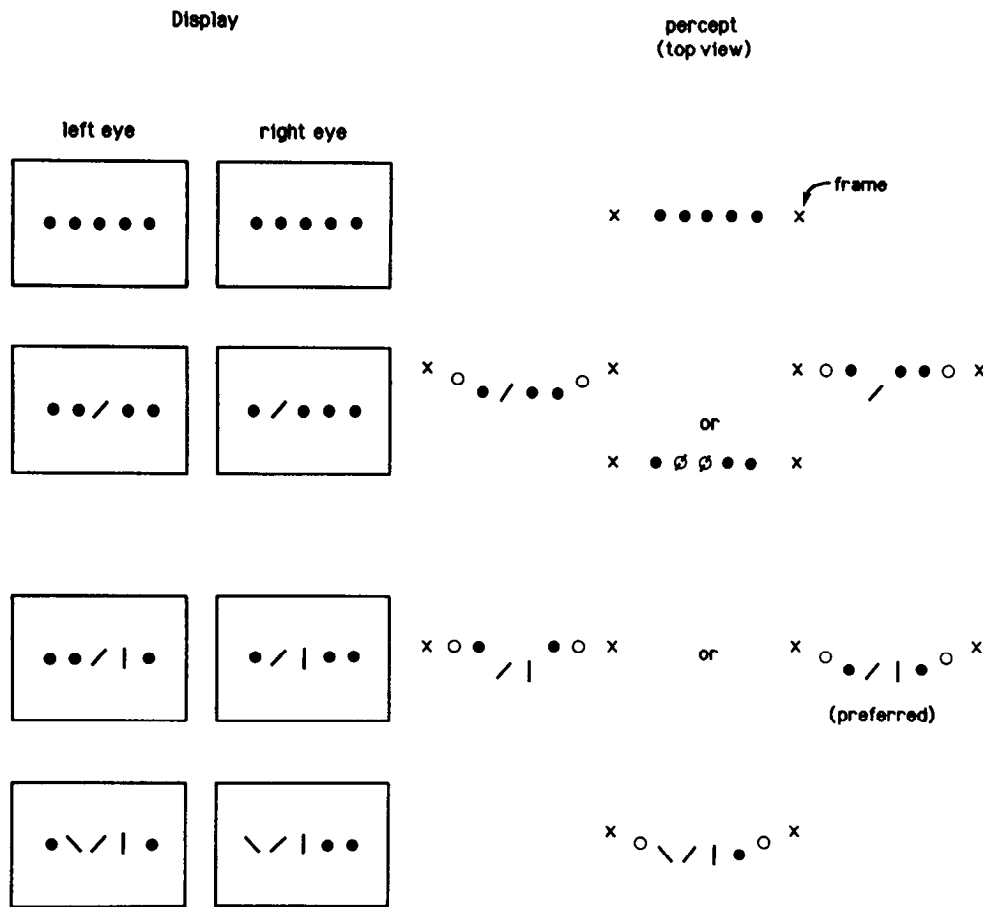 Display
percept
(top view)
left eye
right eye
frame
or
or
(preferred)